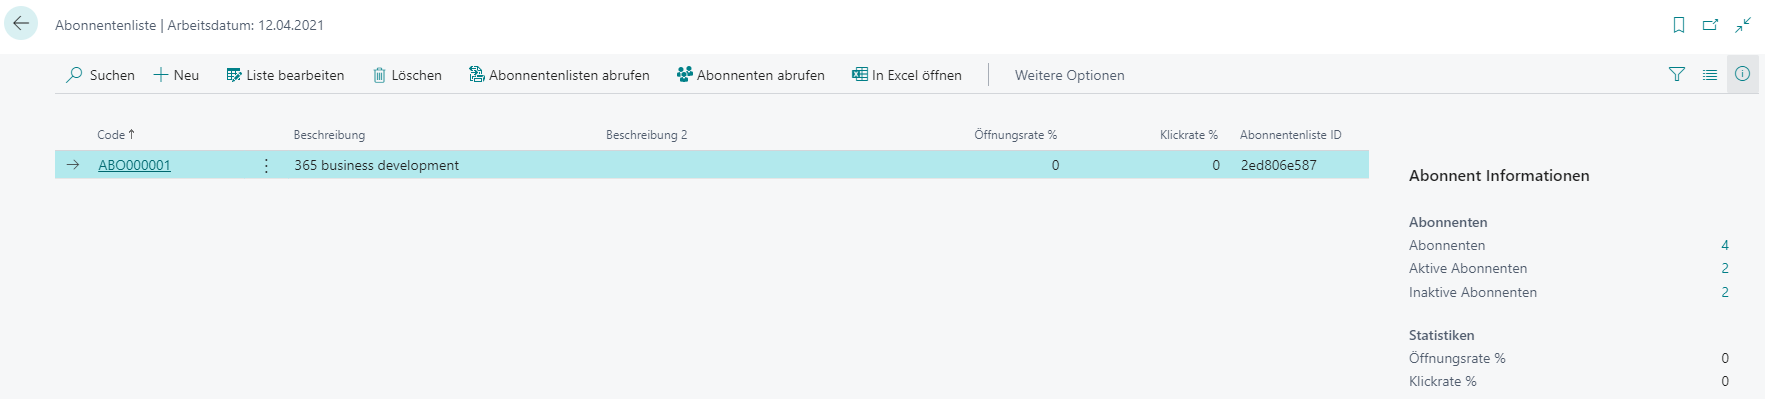 Abonnentenliste | Arbeitsdatum: 12.04.2021
Suchen Neu Liste bearbeiten Löschen Abonnentenlisten abrufen Abonnenten abrufen In Excel öffnen Weitere Optionen
Code ↑ Beschreibung Beschreibung 2 Öffnungsrate % Klickrate % Abonnentenliste ID
ABO000001 365 business development 0 0 2ed806e587
Abonnent Informationen
Abonnenten
Abonnenten 4
Aktive Abonnenten 2
Inaktive Abonnenten 2
Statistiken
Öffnungsrate % 0
Klickrate % 0